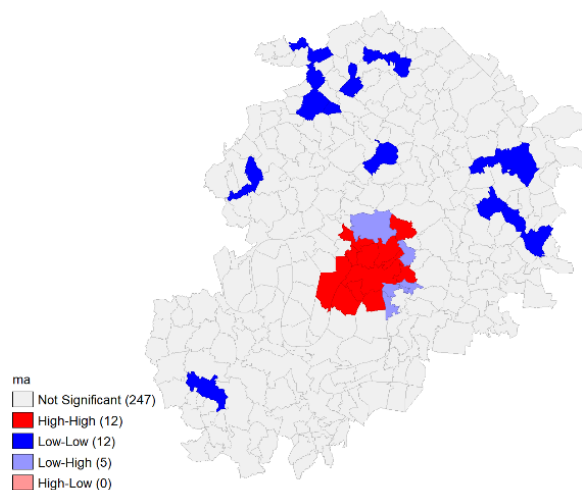 ma
Not Significant (247)
High-High (12)
Low-Low (12)
Low-High (5)
High-Low (0)